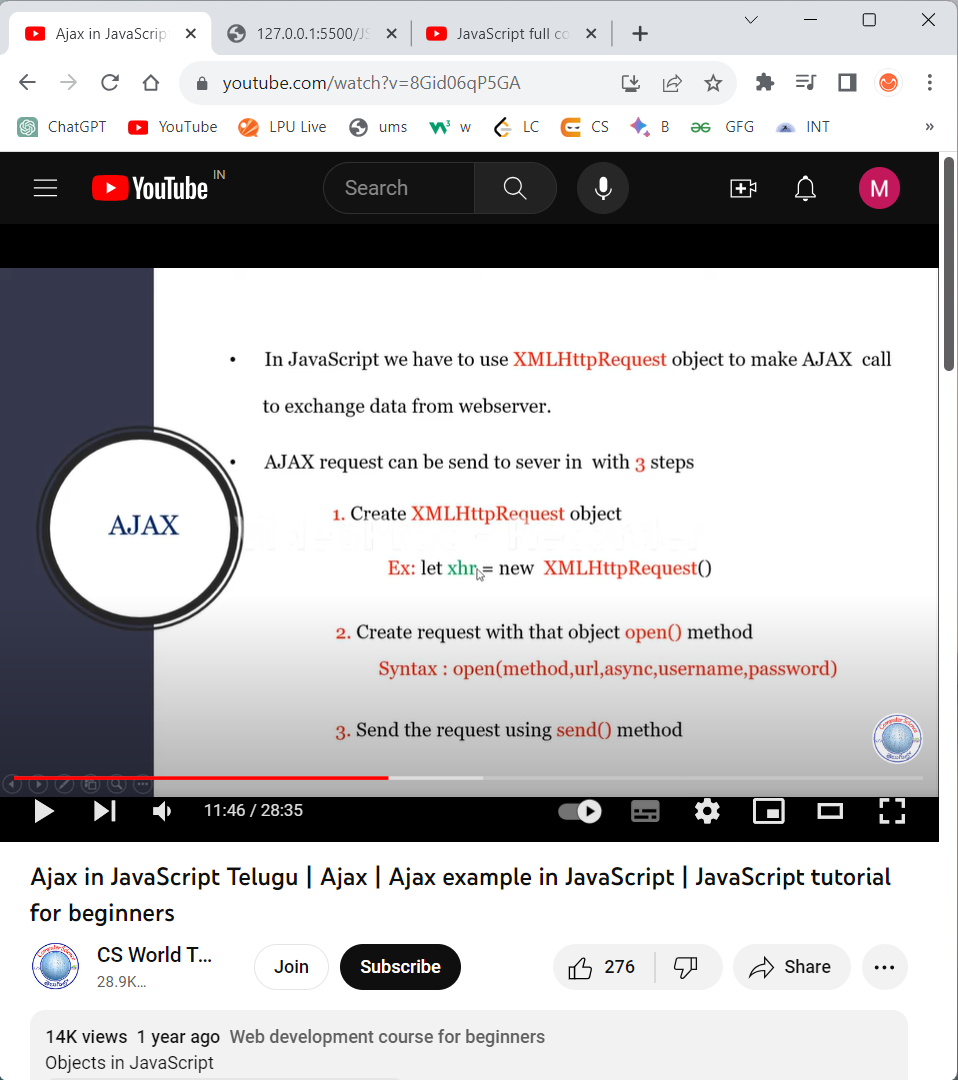 Ajax in JavaScrip
127.0.0.1:5500/JS
JavaScript full co
youtube.com/watch?v=8Gid06qP5GA
ChatGPT YouTube LPU Live ums w LC CS B GFG INT »
YouTube IN
Search
M
• In JavaScript we have to use XMLHttpRequest object to make AJAX call
to exchange data from webserver.
• AJAX request can be send to sever in with 3 steps
1. Create XMLHttpRequest object
AJAX
Ex: let xhr = new XMLHttpRequest()
2. Create request with that object open() method
Syntax : open(method,url,async,username,password)
3. Send the request using send() method
11:46 / 28:35
Ajax in JavaScript Telugu | Ajax | Ajax example in JavaScript | JavaScript tutorial
for beginners
CS World T...
28.9K...
Join
Subscribe
276
Share
14K views 1 year ago Web development course for beginners
Objects in JavaScript